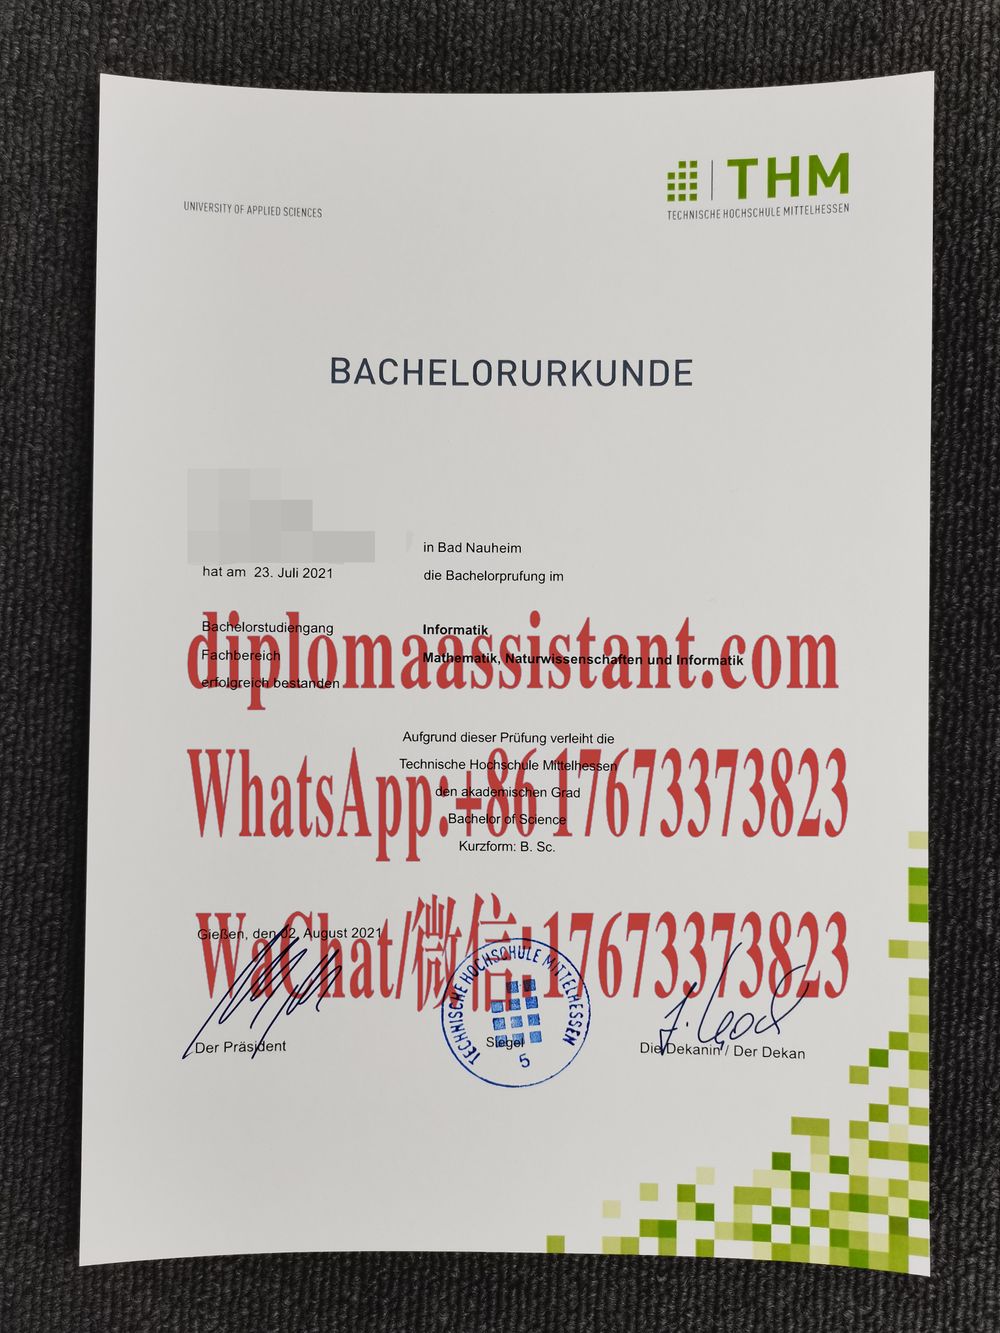 THM
UNIVERSITY OF APPLIED SCIENCES
TECHNISCHE HOCHSCHULE MITTELHESSEN
BACHELORURKUNDE
in Bad Nauheim
hat am 23. Juli 2021
die Bachelorprufung im
Bachelorstudiengang
Informatik
Fachbereich
Mathematik, Naturwissenschaften und Informatik
erfolgreich bestanden
diplomaassistant.com
Aufgrund dieser Prüfung verleiht die
Technische Hochschule Mittelhessen
den akademischen Grad
Bachelor of Science
Kurzform: B. Sc.
WhatsApp:+86 17673373823
Gießen, den 02. August 2021
WaChat/微信:17673373823
TECHNISCHE HOCHSCHULE MITTELHESSEN
Siegel
5
Der Präsident
Die Dekanin / Der Dekan